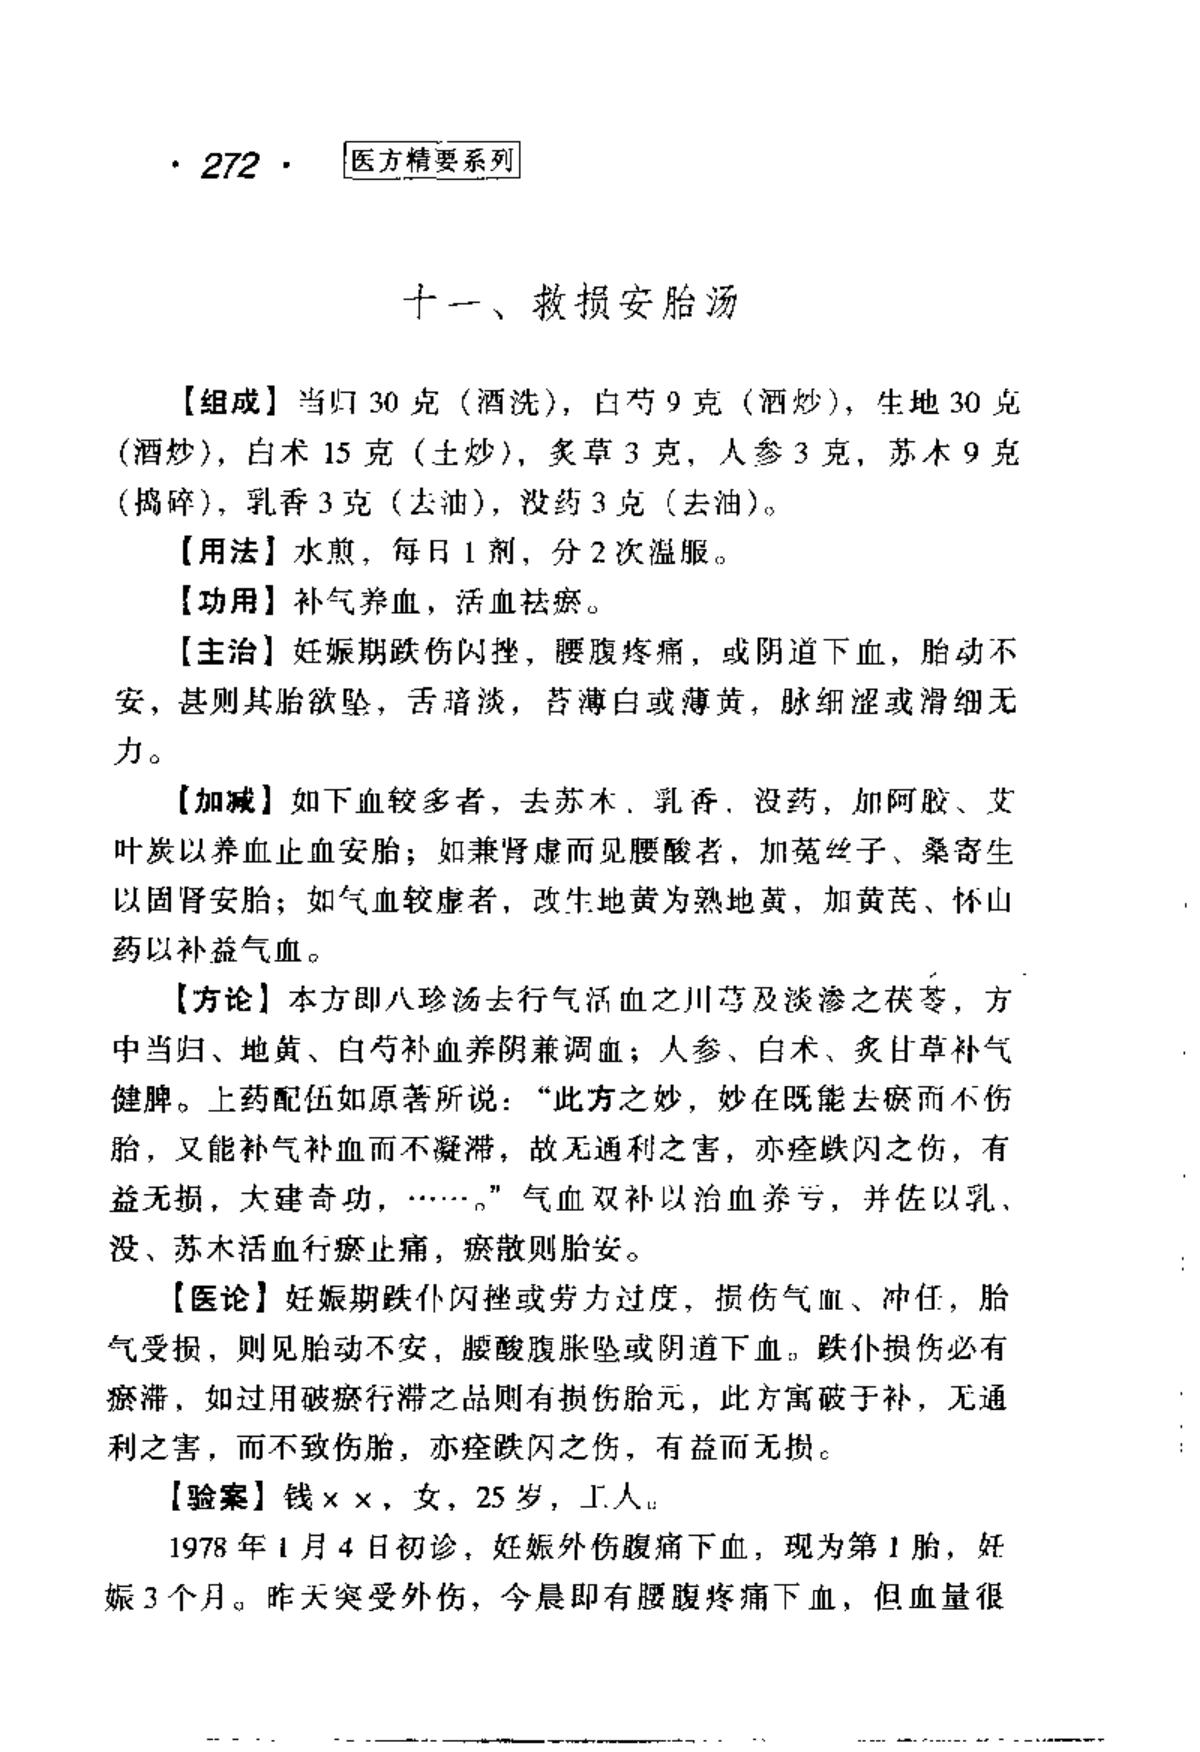 · 272 ·
医方精要系列
十一、救损安胎汤
【组成】当归 30 克（酒洗），白芍 9 克（酒炒），生地 30 克
（酒炒），白术 15 克（土炒），炙草 3 克，人参 3 克，苏木 9 克
（捣碎），乳香 3 克（去油），没药 3 克（去油）。
【用法】水煎，每日 1 剂，分 2 次温服。
【功用】补气养血，活血祛瘀。
【主治】妊娠期跌伤闪挫，腰腹疼痛，或阴道下血，胎动不
安，甚则其胎欲坠，舌暗淡，苔薄白或薄黄，脉细涩或滑细无
力。
【加减】如下血较多者，去苏木、乳香、没药，加阿胶、艾
叶炭以养血止血安胎；如兼肾虚而见腰酸者，加菟丝子、桑寄生
以固肾安胎；如气血较虚者，改生地黄为熟地黄，加黄芪、怀山
药以补益气血。
【方论】本方即八珍汤去行气活血之川芎及淡渗之茯苓，方
中当归、地黄、白芍补血养阴兼调血；人参、白术、炙甘草补气
健脾。上药配伍如原著所说：“此方之妙，妙在既能去瘀而不伤
胎，又能补气补血而不凝滞，故无通利之害，亦痊跌闪之伤，有
益无损，大建奇功，……。”气血双补以治血养亏，并佐以乳、
没、苏木活血行瘀止痛，瘀散则胎安。
【医论】妊娠期跌仆闪挫或劳力过度，损伤气血、冲任，胎
气受损，则见胎动不安，腰酸腹胀坠或阴道下血。跌仆损伤必有
瘀滞，如过用破瘀行滞之品则有损伤胎元，此方寓破于补，无通
利之害，而不致伤胎，亦痊跌闪之伤，有益而无损。
【验案】钱××，女，25 岁，工人。
1978 年 1 月 4 日初诊，妊娠外伤腹痛下血，现为第 1 胎，妊
娠 3 个月。昨天突受外伤，今晨即有腰腹疼痛下血，但血量很